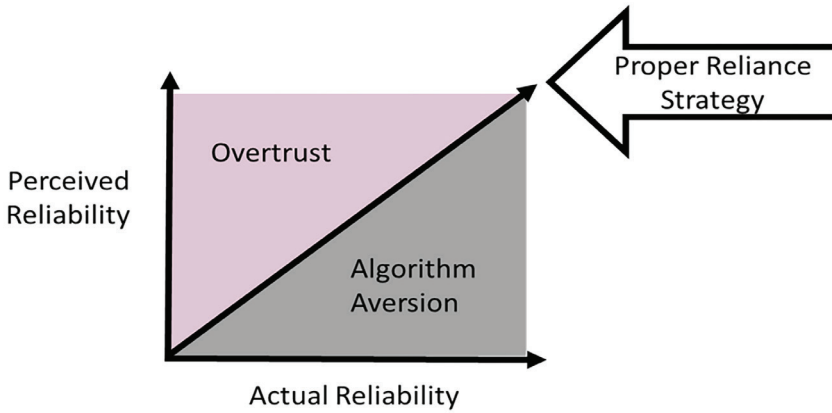 Proper Reliance
Strategy
Overtrust
Perceived
Reliability
Algorithm
Aversion
Actual Reliability